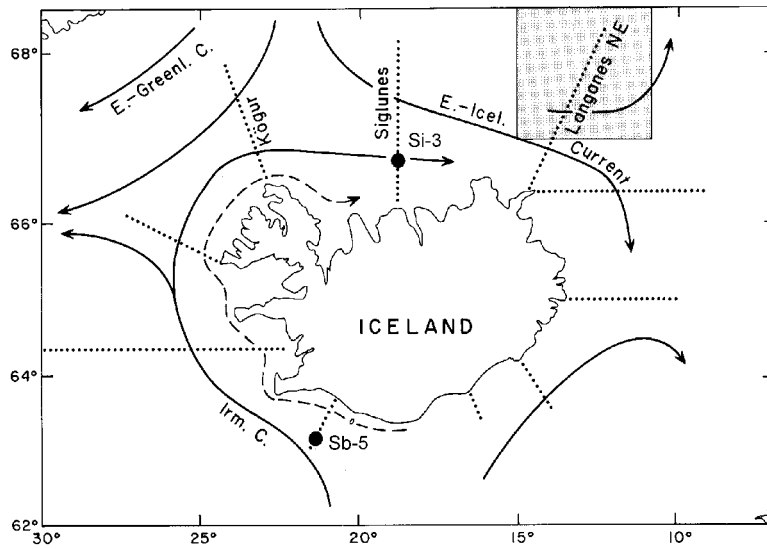 68°
66°
64°
62°
30°
25°
20°
15°
10°
E.-Greenl. C.
Kögur
Siglunes
Si-3
E.-Icel.
Current
Langanes NE
ICELAND
Irm. C.
Sb-5